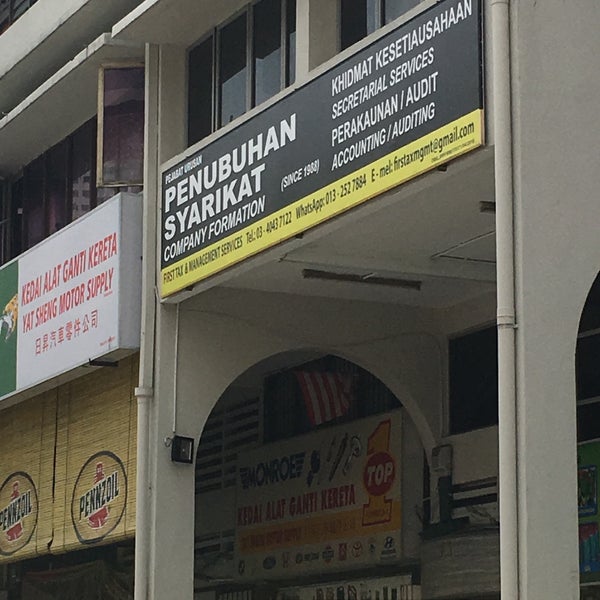 PEJABAT URUSAN
PENUBUHAN
SYARIKAT
(SINCE 1988)
COMPANY FORMATION
KHIDMAT KESETIAUSAHAAN
SECRETARIAL SERVICES
PERAKAUNAN / AUDIT
ACCOUNTING / AUDITING
FIRST TAX & MANAGEMENT SERVICES Tel.: 03 - 4043 7122 WhatsApp: 013 - 252 7884 E - mel: firstaxmgmt@gmail.com
KEDAI ALAT GANTI KERETA
YAT SHENG MOTOR SUPPLY
日昇汽車零件公司
PENNZOIL
PENNZOIL
MONROE
TOP
1
KEDAI ALAT GANTI KERETA